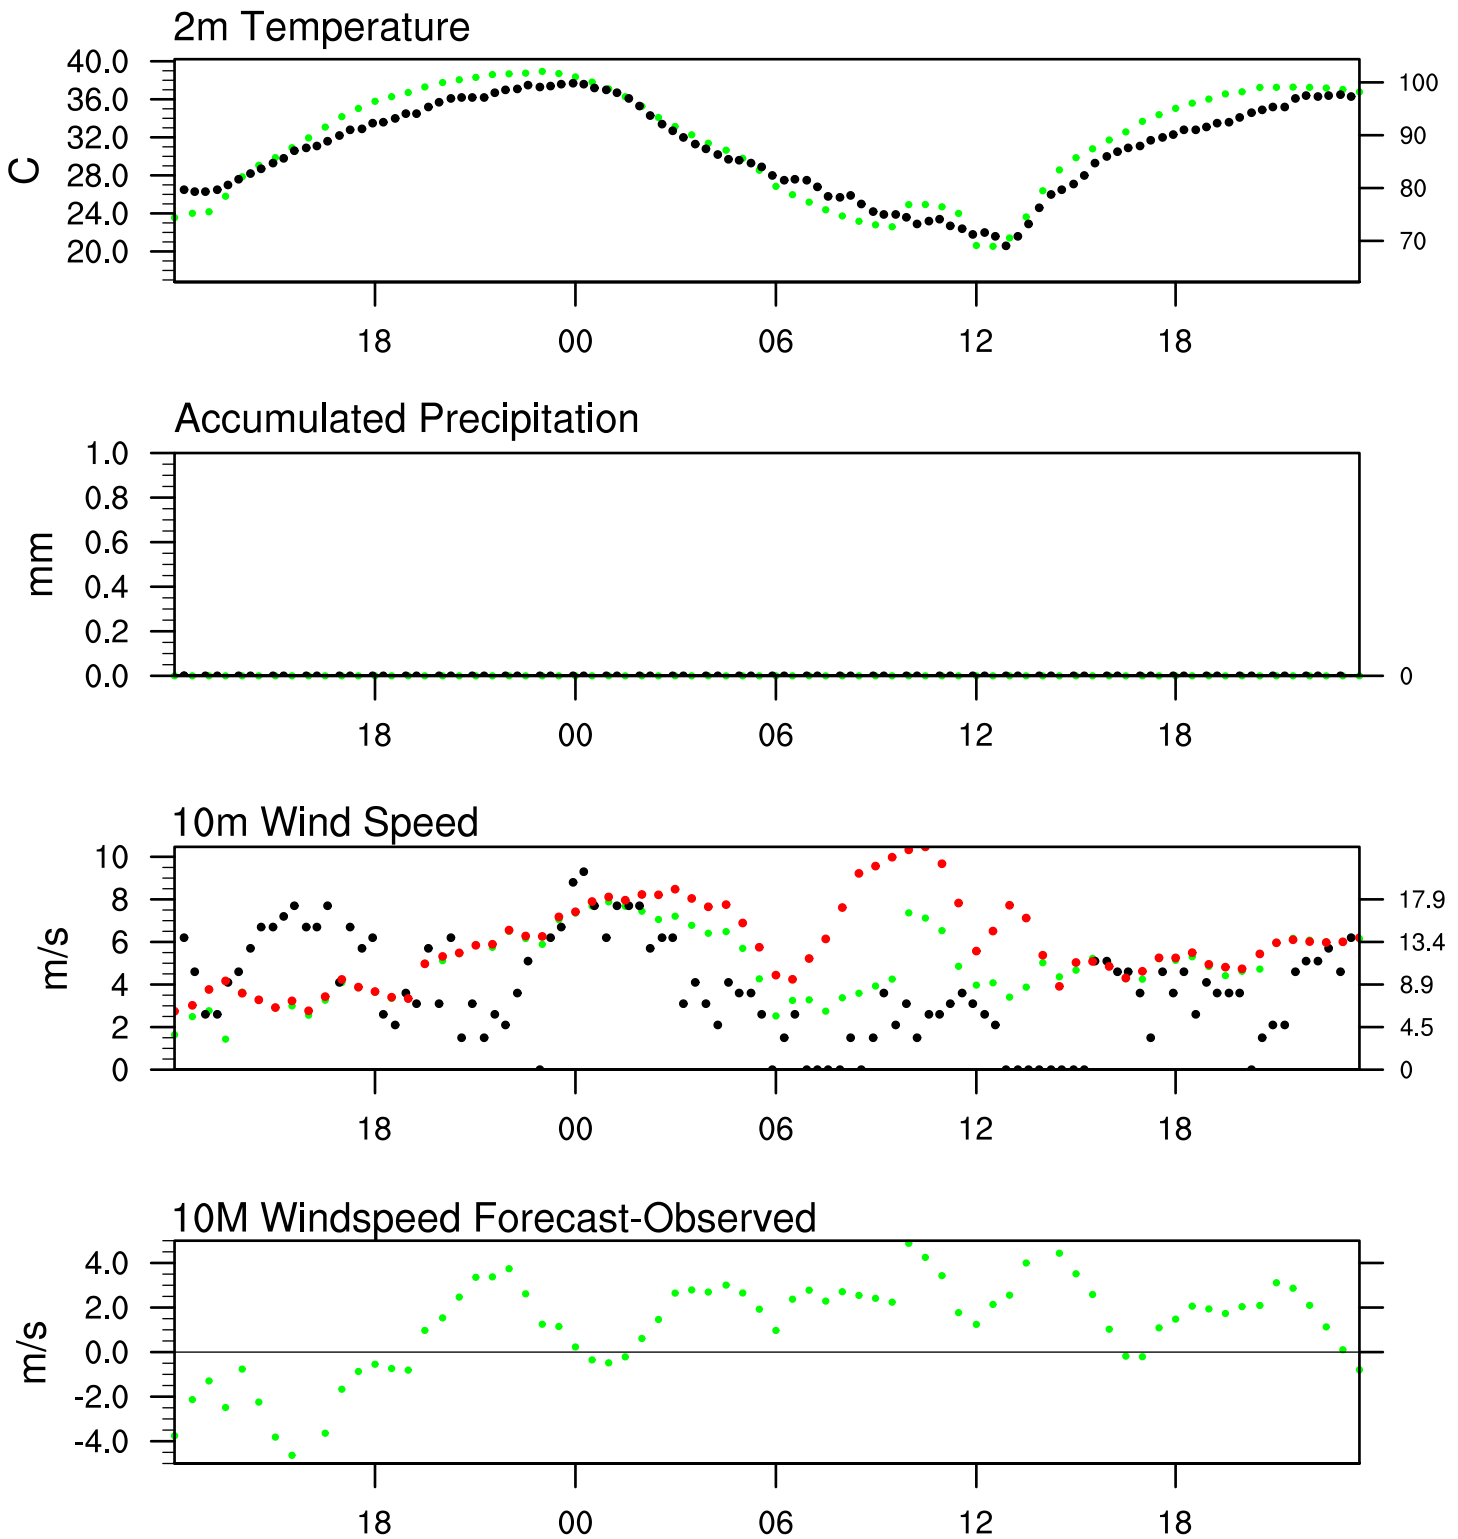 2m Temperature
40.0
36.0
32.0
28.0
24.0
20.0
C
100
90
80
70
18 00 06 12 18
Accumulated Precipitation
1.0
0.8
0.6
0.4
0.2
0.0
mm
0
18 00 06 12 18
10m Wind Speed
10
8
6
4
2
0
m/s
17.9
13.4
8.9
4.5
0
18 00 06 12 18
10M Windspeed Forecast-Observed
4.0
2.0
0.0
-2.0
-4.0
m/s
18 00 06 12 18